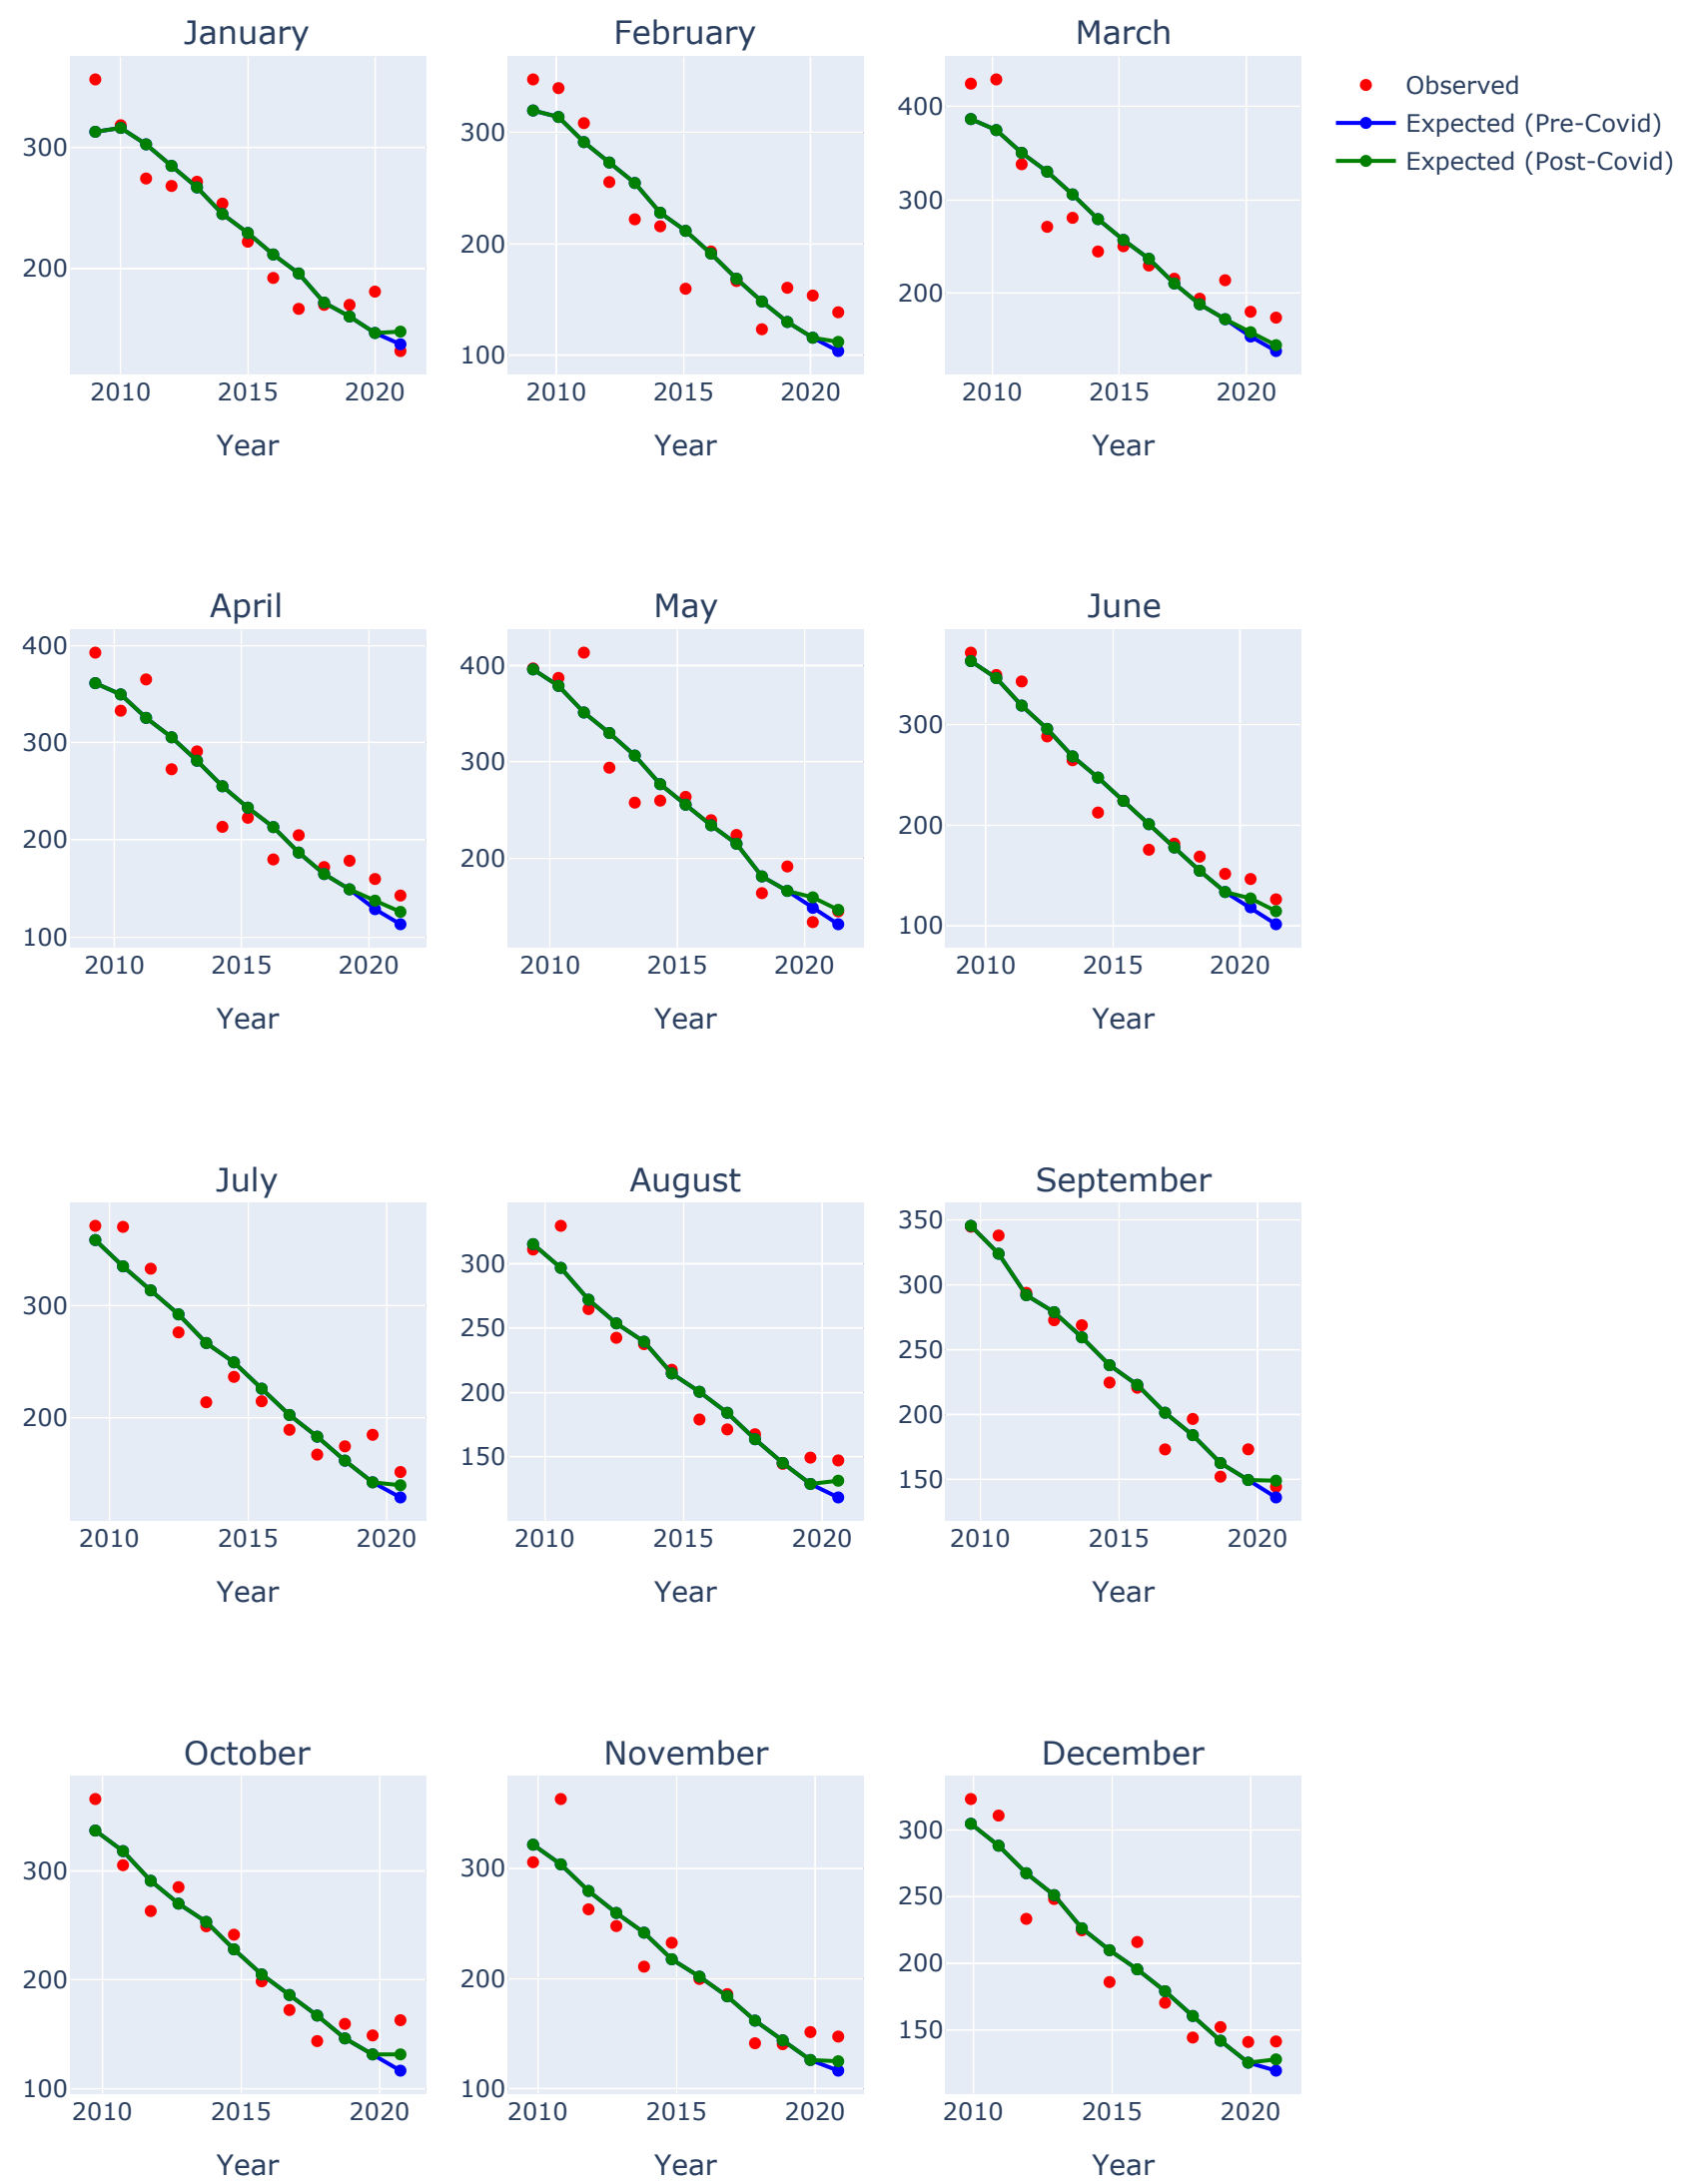 January February March
Observed
Expected (Pre-Covid)
Expected (Post-Covid)
300 300 400
300
200 200
200
100
2010 2015 2020 2010 2015 2020 2010 2015 2020
Year Year Year
April May June
400 400
300 300 300
200 200 200
100 100
2010 2015 2020 2010 2015 2020 2010 2015 2020
Year Year Year
July August September
350
300 300 300
250 250
200 200 200
150 150
2010 2015 2020 2010 2015 2020 2010 2015 2020
Year Year Year
October November December
300 300 300
250
200 200 200
150
100 100
2010 2015 2020 2010 2015 2020 2010 2015 2020
Year Year Year